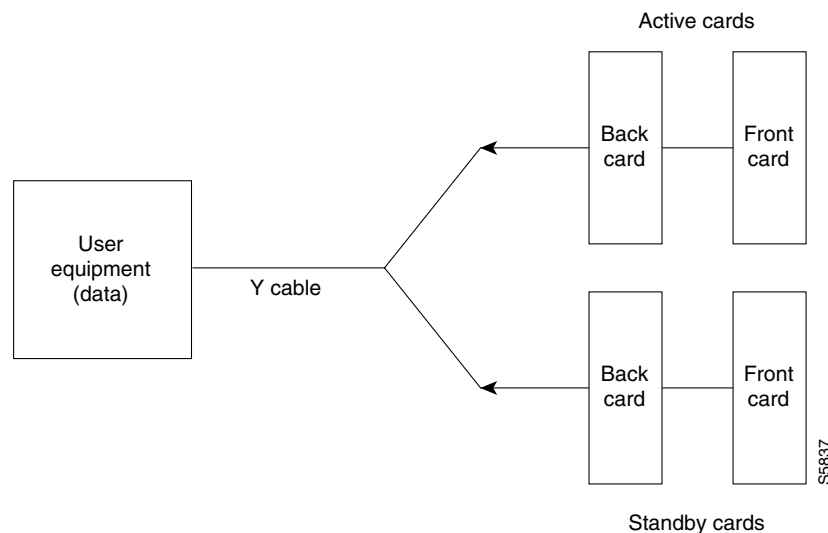 Active cards
Back
card
Front
card
User
equipment
(data)
Y cable
Back
card
Front
card
S5837
Standby cards